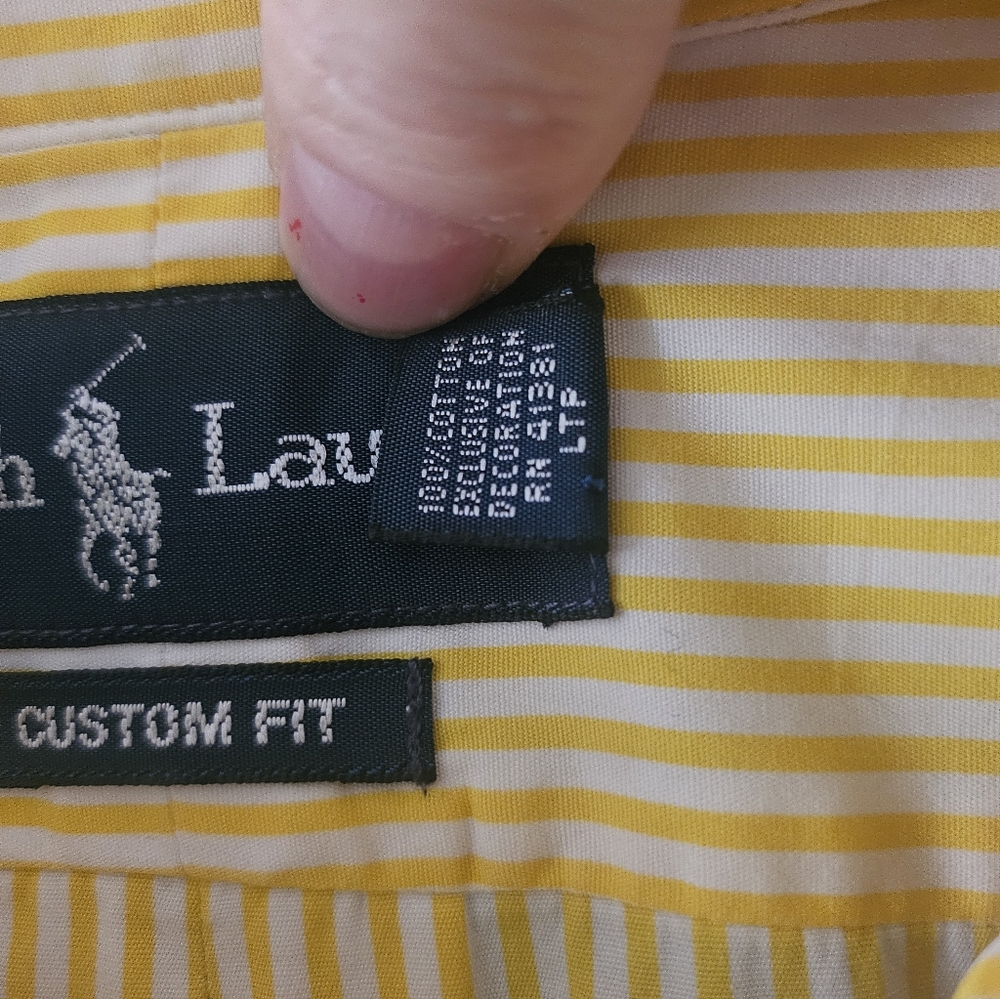 h Lau
100%COTTON
EXCLUSIVE OF
DECORATION
RN 41381
LTP
CUSTOM FIT